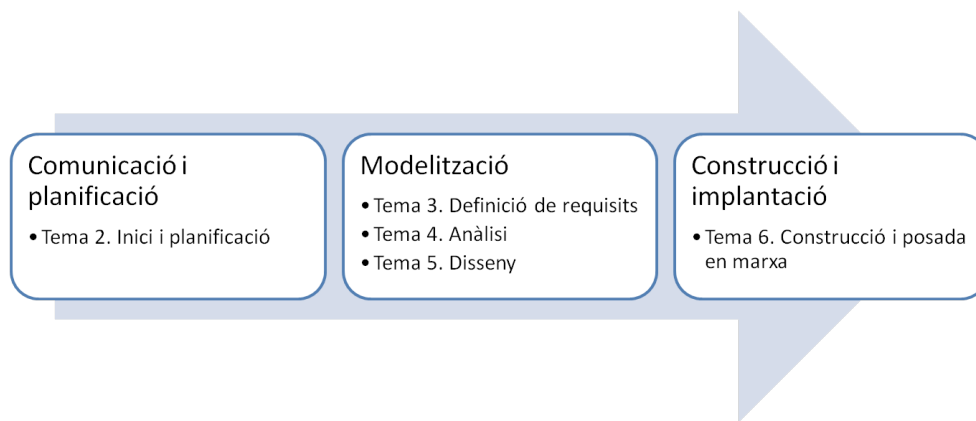 Comunicació i
planificació
• Tema 2. Inici i planificació
Modelització
• Tema 3. Definició de requisits
• Tema 4. Anàlisi
• Tema 5. Disseny
Construcció i
implantació
• Tema 6. Construcció i posada
en marxa